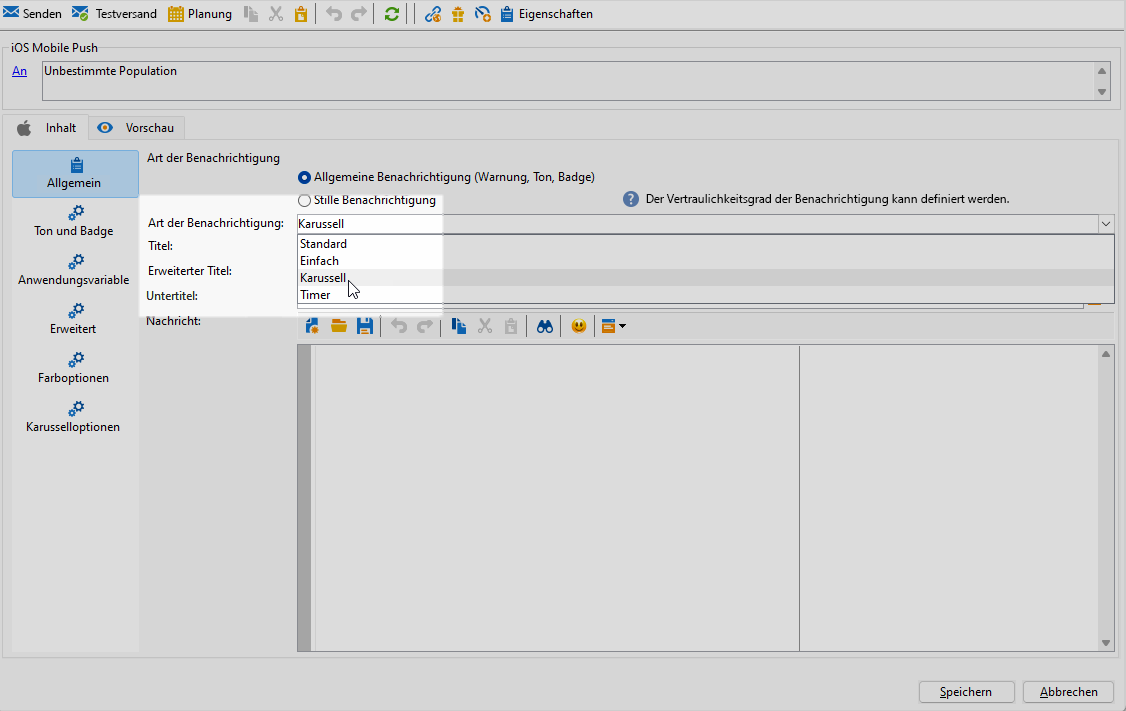 Senden Testversand Planung Eigenschaften
iOS Mobile Push
An Unbestimmte Population
Inhalt Vorschau
Allgemein
Ton und Badge
Anwendungsvariable
Erweitert
Farboptionen
Karusselloptionen
Art der Benachrichtigung
Allgemeine Benachrichtigung (Warnung, Ton, Badge)
Stille Benachrichtigung
Der Vertraulichkeitsgrad der Benachrichtigung kann definiert werden.
Art der Benachrichtigung: Karussell
Standard
Einfach
Karussell
Timer
Titel:
Erweiterter Titel:
Untertitel:
Nachricht:
Speichern Abbrechen